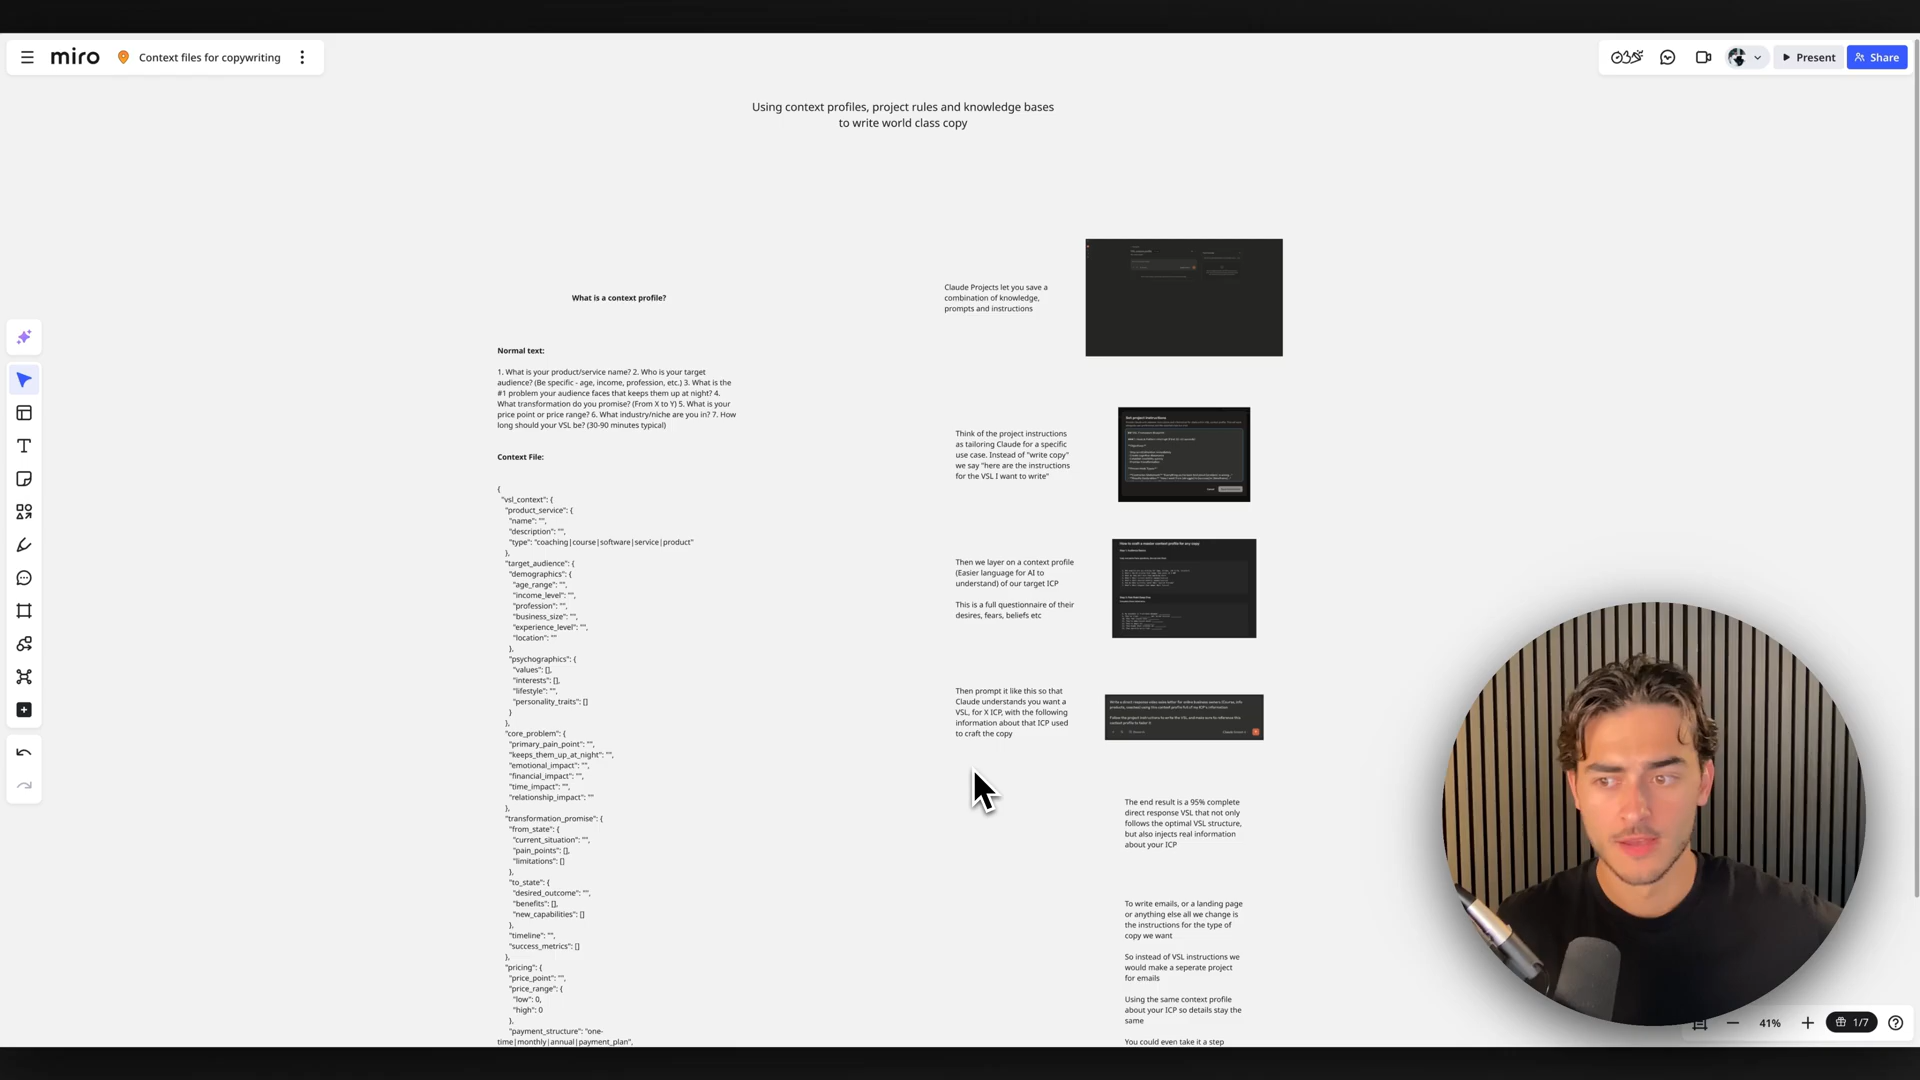 miro
Context files for copywriting
Present
Share
Using context profiles, project rules and knowledge bases
to write world class copy
What is a context profile?
Normal text:
1. What is your product/service name? 2. Who is your target
audience? (Be specific - age, income, profession, etc.) 3. What is the
#1 problem your audience faces that keeps them up at night? 4.
What transformation do you promise? (From X to Y) 5. What is your
price point or price range? 6. What industry/niche are you in? 7. How
long should your VSL be? (30-90 minutes typical)
Context File:
{
"vsl_context": {
"product_service": {
"name": "",
"description": "",
"type": "coaching|course|software|service|product"
},
"target_audience": {
"demographics": {
"age_range": "",
"income_level": "",
"profession": "",
"business_size": "",
"experience_level": "",
"location": ""
},
"psychographics": {
"values": [],
"interests": [],
"lifestyle": "",
"personality_traits": []
}
},
"core_problem": {
"primary_pain_point": "",
"keeps_them_up_at_night": "",
"emotional_impact": "",
"financial_impact": "",
"time_impact": "",
"relationship_impact": ""
},
"transformation_promise": {
"from_state": {
"current_situation": "",
"pain_points": [],
"limitations": []
},
"to_state": {
"desired_outcome": "",
"benefits": [],
"new_capabilities": []
},
"timeline": "",
"success_metrics": []
},
"pricing": {
"price_point": "",
"price_range": {
"low": 0,
"high": 0
},
"payment_structure": "one-
time|monthly|annual|payment_plan",
Claude Projects let you save a
combination of knowledge,
prompts and instructions
Think of the project instructions
as tailoring Claude for a specific
use case. Instead of "write copy"
we say "here are the instructions
for the VSL I want to write"
Set project instructions
Then we layer on a context profile
(Easier language for AI to
understand) of our target ICP
This is a full questionnaire of their
desires, fears, beliefs etc
How to craft a master context profile for any copy
Then prompt it like this so that
Claude understands you want a
VSL, for X ICP, with the following
information about that ICP used
to craft the copy
The end result is a 95% complete
direct response VSL that not only
follows the optimal VSL structure,
but also injects real information
about your ICP
To write emails, or a landing page
or anything else all we change is
the instructions for the type of
copy we want
So instead of VSL instructions we
would make a seperate project
for emails
Using the same context profile
about your ICP so details stay the
same
You could even take it a step
41%
1/7